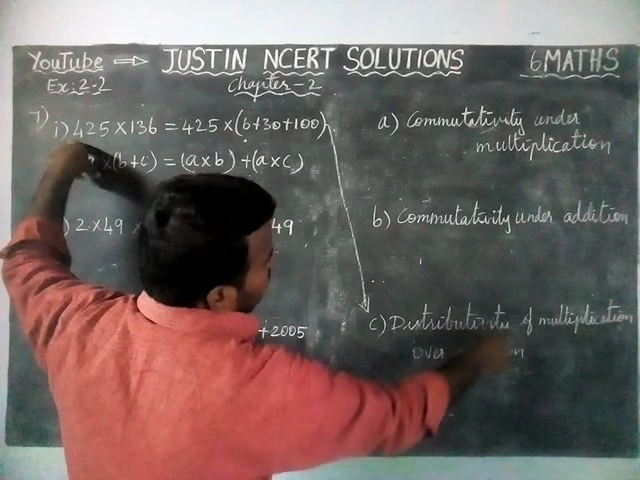 YouTube ⇒ JUSTIN NCERT SOLUTIONS 6 MATHS
Ex: 2-2 Chapter-2
7) i) 425 × 136 = 425 × (6+30+100)
×(b+c) = (a×b) + (a×c)
) 2 × 49 × 49
+ 2005
a) Commutativity under
multiplication
b) Commutativity under addition
c) Distributivity of multiplication
over